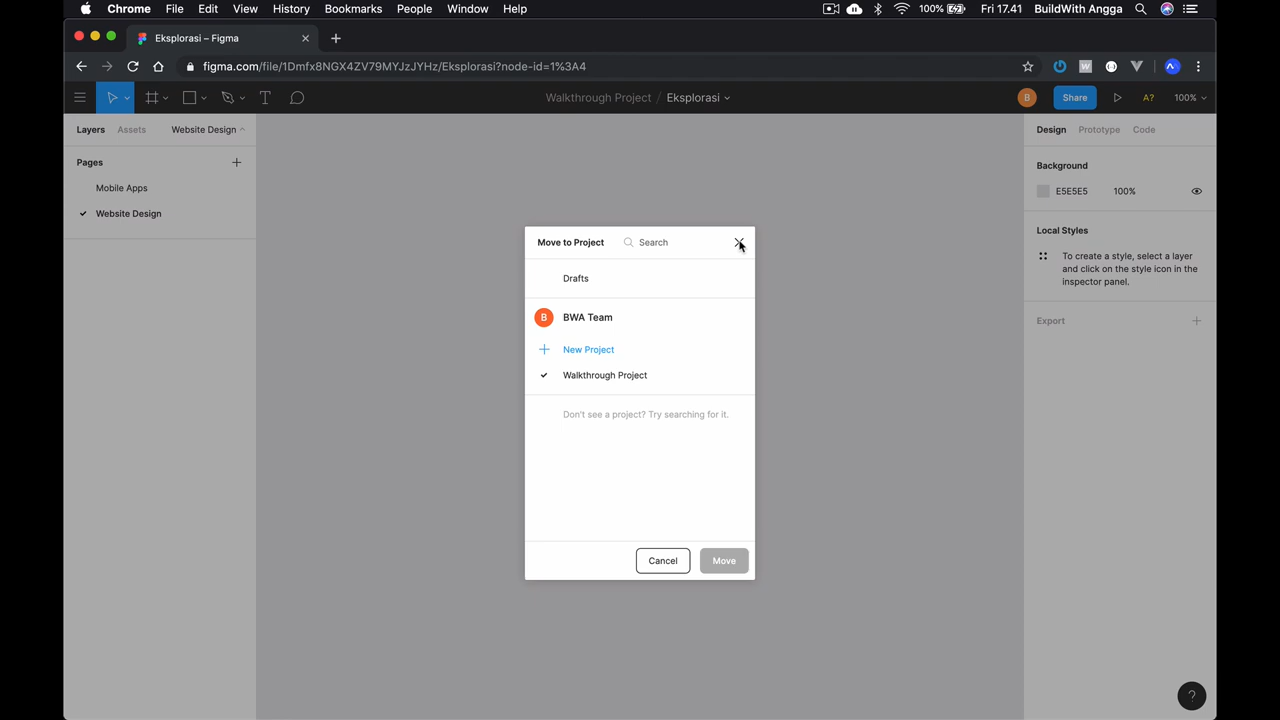 Chrome File Edit View History Bookmarks People Window Help 100% Fri 17.41 BuildWith Angga
Eksplorasi – Figma
figma.com/file/1Dmfx8NGX4ZV79MYJzJYHz/Eksplorasi?node-id=1%3A4
Walkthrough Project / Eksplorasi B Share A? 100%
Layers Assets Website Design
Design Prototype Code
Pages
Mobile Apps
Website Design
Background
E5E5E5 100%
Local Styles
To create a style, select a layer
and click on the style icon in the
inspector panel.
Export
Move to Project Search
Drafts
B BWA Team
New Project
Walkthrough Project
Don't see a project? Try searching for it.
Cancel Move
?